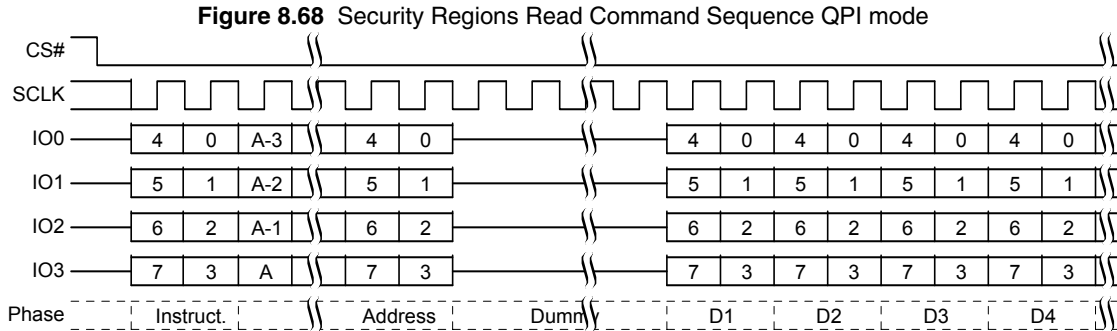 Figure 8.68 Security Regions Read Command Sequence QPI mode
CS#
SCLK
IO0 4 0 A-3 4 0 4 0 4 0 4 0 4 0
IO1 5 1 A-2 5 1 5 1 5 1 5 1 5 1
IO2 6 2 A-1 6 2 6 2 6 2 6 2 6 2
IO3 7 3 A 7 3 7 3 7 3 7 3 7 3
Phase Instruct. Address Dummy D1 D2 D3 D4